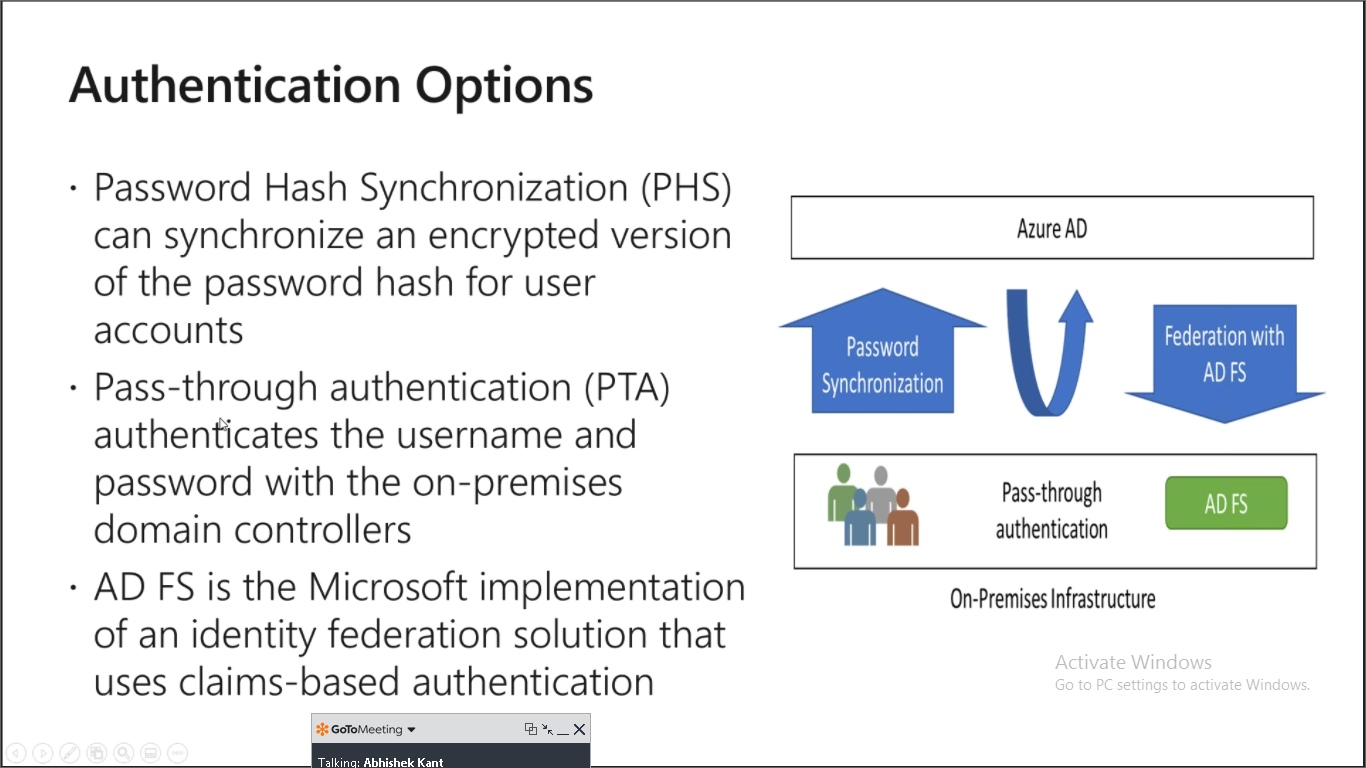 Authentication Options
• Password Hash Synchronization (PHS)
can synchronize an encrypted version
of the password hash for user
accounts
• Pass-through authentication (PTA)
authenticates the username and
password with the on-premises
domain controllers
• AD FS is the Microsoft implementation
of an identity federation solution that
uses claims-based authentication
Azure AD
Password
Synchronization
Federation with
AD FS
Pass-through
authentication
AD FS
On-Premises Infrastructure
Activate Windows
Go to PC settings to activate Windows.
GoToMeeting
Talking: Abhishek Kant